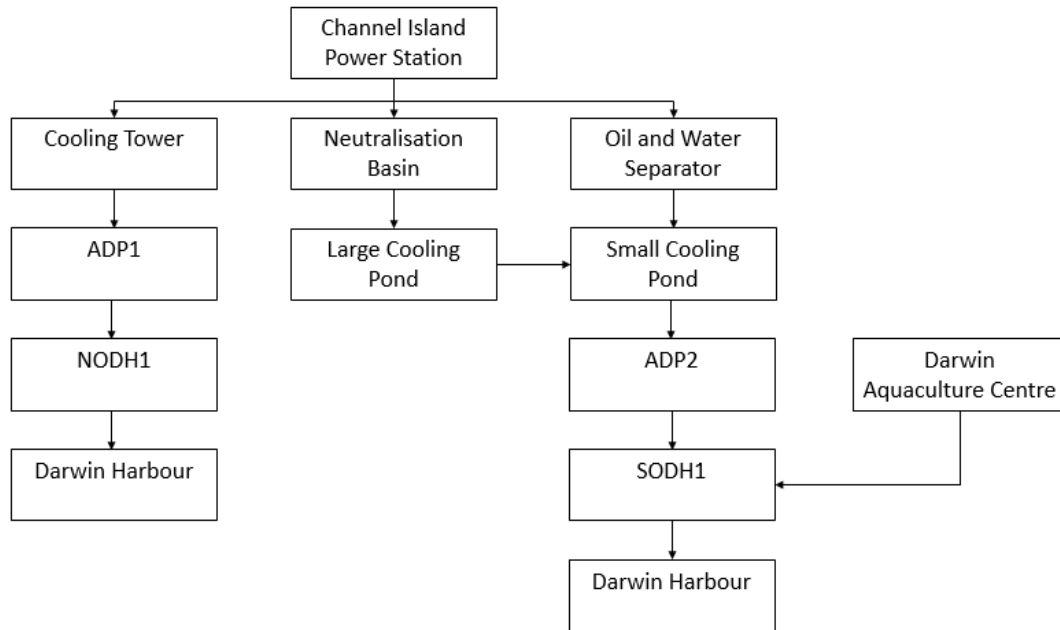 Channel Island
Power Station
Cooling Tower
Neutralisation
Basin
Oil and Water
Separator
ADP1
Large Cooling
Pond
Small Cooling
Pond
NODH1
ADP2
Darwin
Aquaculture Centre
Darwin Harbour
SODH1
Darwin Harbour